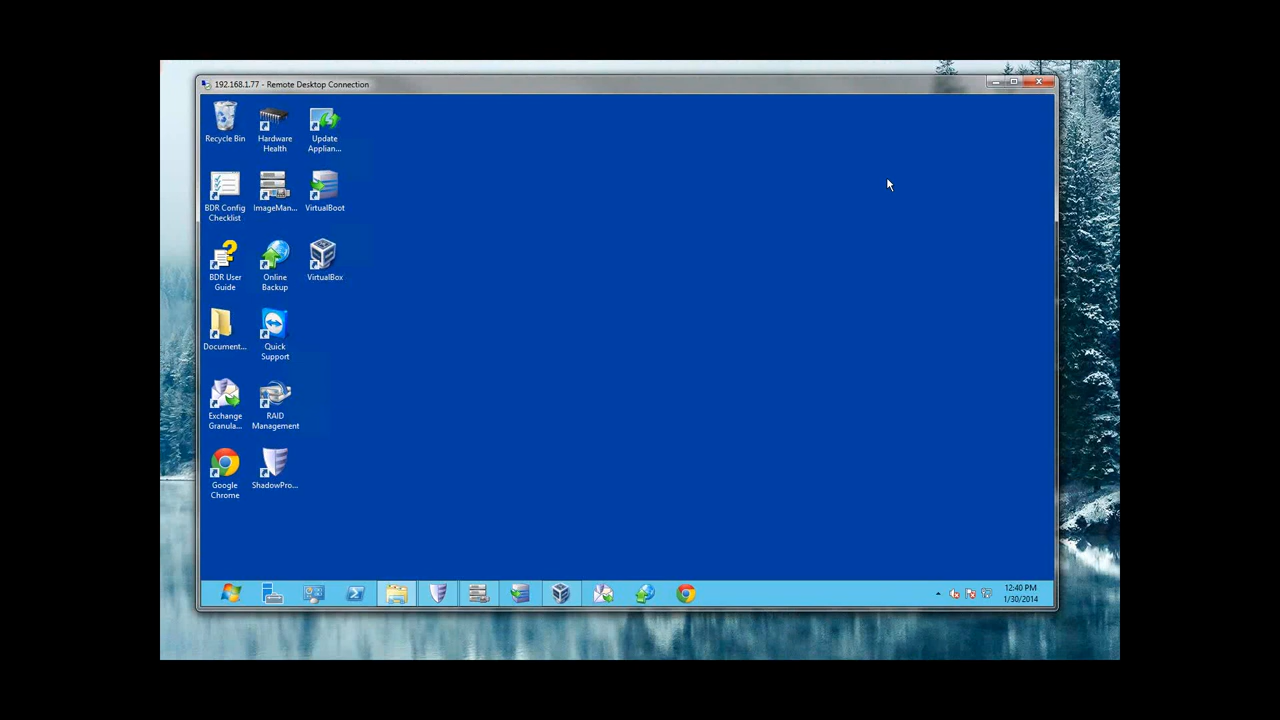 192.168.1.77 - Remote Desktop Connection
Recycle Bin
Hardware
Health
Update
Applian...
BDR Config
Checklist
ImageMan...
VirtualBoot
BDR User
Guide
Online
Backup
VirtualBox
Document...
Quick
Support
Exchange
Granula...
RAID
Management
Google
Chrome
ShadowPro...
12:40 PM
1/30/2014